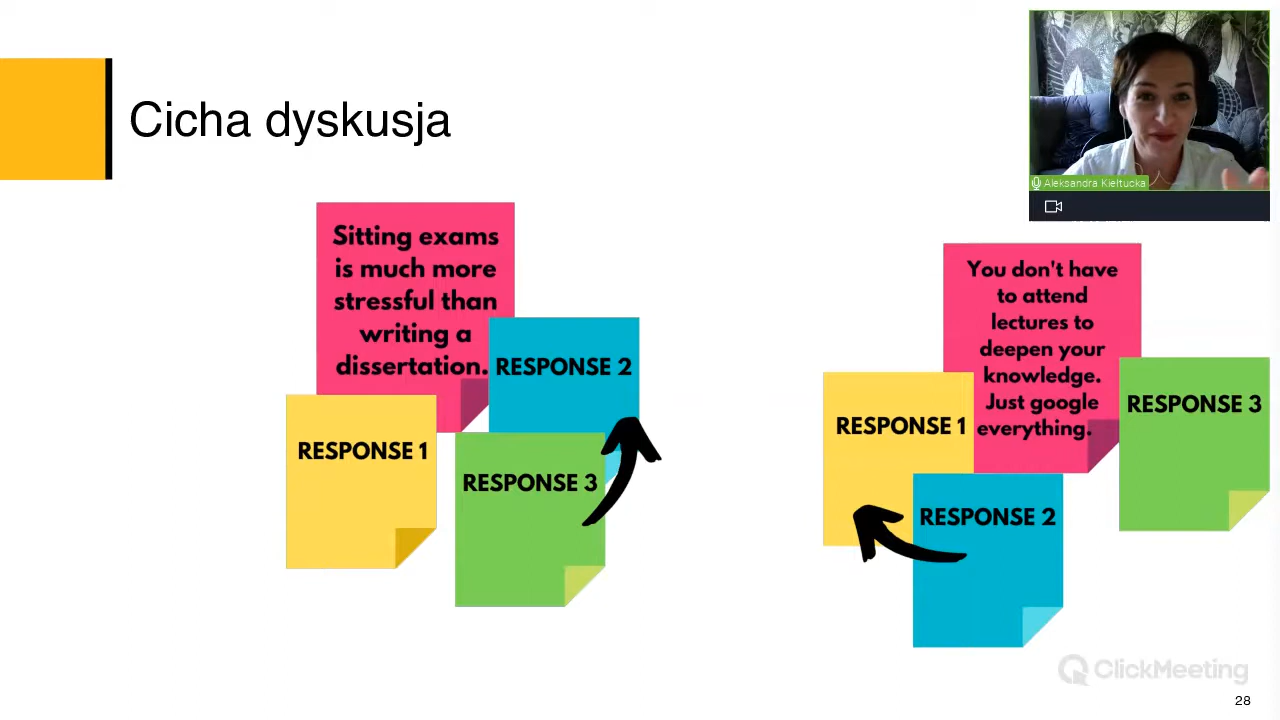 Cicha dyskusja
Aleksandra Kiełtucka
Sitting exams
is much more
stressful than
writing a
dissertation.
RESPONSE 2
RESPONSE 1
RESPONSE 3
You don't have
to attend
lectures to
deepen your
knowledge.
Just google
everything.
RESPONSE 1
RESPONSE 3
RESPONSE 2
ClickMeeting
28